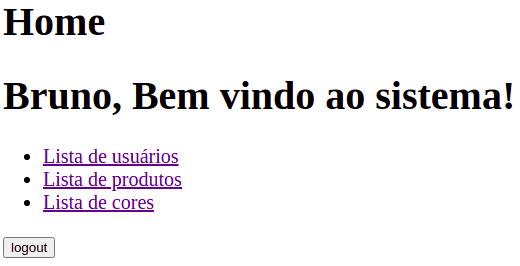 Home
Bruno, Bem vindo ao sistema!
Lista de usuários
Lista de produtos
Lista de cores
logout